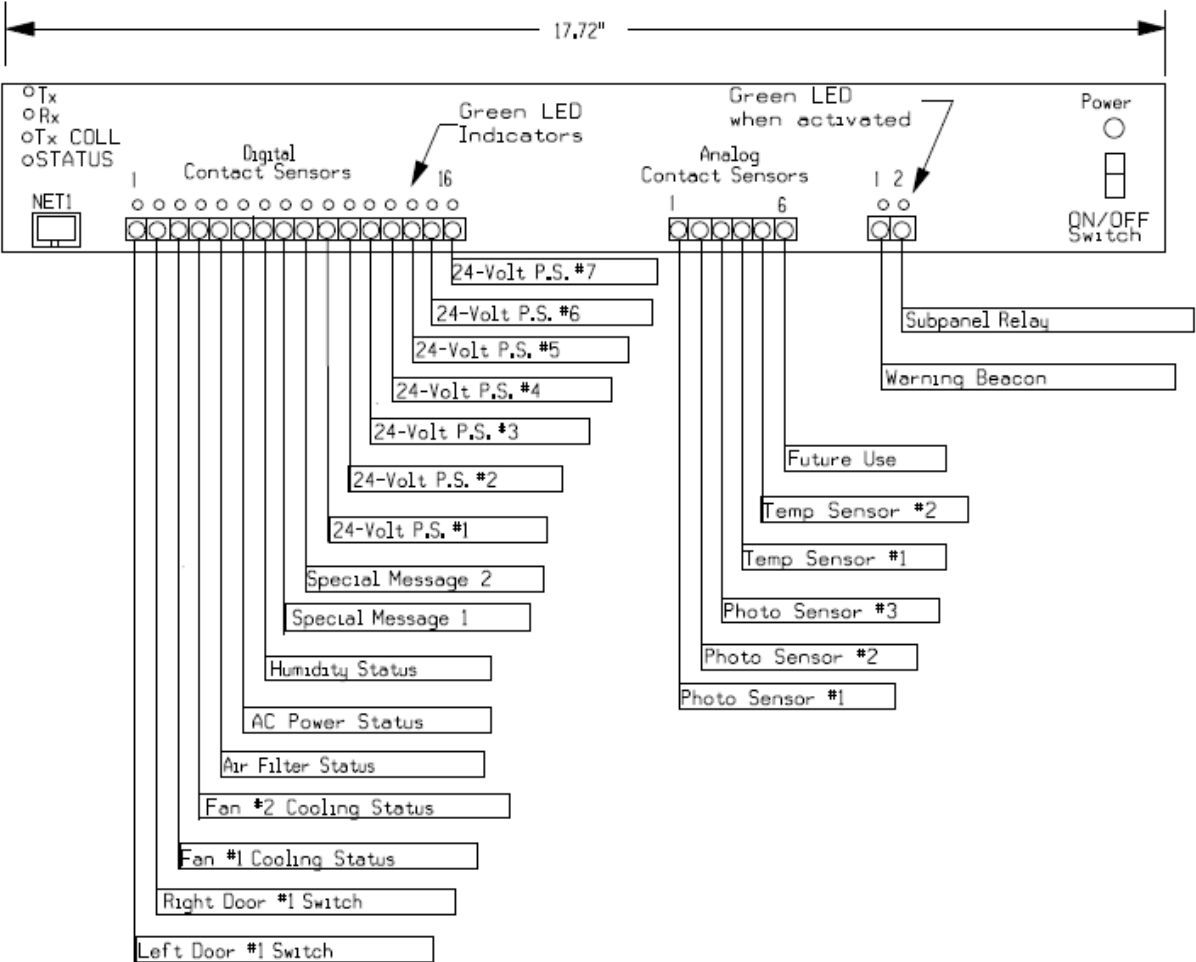 17.72"
Tx
Rx
Tx COLL
STATUS
NET1
Digital
Contact Sensors
1
16
Green LED
Indicators
Analog
Contact Sensors
1
6
Green LED
when activated
1 2
Power
ON/OFF
Switch
24-Volt P.S. #7
24-Volt P.S. #6
24-Volt P.S. #5
24-Volt P.S. #4
24-Volt P.S. #3
24-Volt P.S. #2
24-Volt P.S. #1
Special Message 2
Special Message 1
Humidity Status
AC Power Status
Air Filter Status
Fan #2 Cooling Status
Fan #1 Cooling Status
Right Door #1 Switch
Left Door #1 Switch
Future Use
Temp Sensor #2
Temp Sensor #1
Photo Sensor #3
Photo Sensor #2
Photo Sensor #1
Subpanel Relay
Warning Beacon